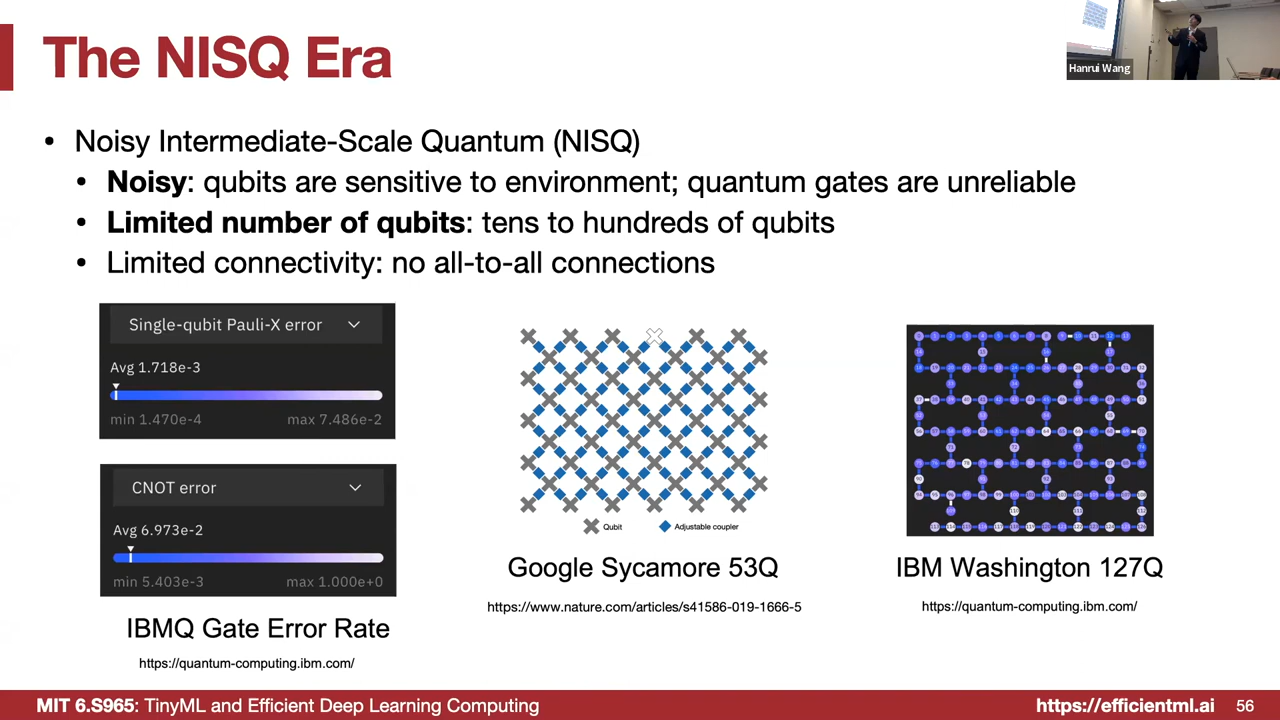 The NISQ Era
Hanrui Wang
• Noisy Intermediate-Scale Quantum (NISQ)
• Noisy: qubits are sensitive to environment; quantum gates are unreliable
• Limited number of qubits: tens to hundreds of qubits
• Limited connectivity: no all-to-all connections
Single-qubit Pauli-X error
Avg 1.718e-3
min 1.470e-4 max 7.486e-2
CNOT error
Avg 6.973e-2
min 5.403e-3 max 1.000e+0
IBMQ Gate Error Rate
https://quantum-computing.ibm.com/
Qubit Adjustable coupler
Google Sycamore 53Q
https://www.nature.com/articles/s41586-019-1666-5
IBM Washington 127Q
https://quantum-computing.ibm.com/
MIT 6.S965: TinyML and Efficient Deep Learning Computing
https://efficientml.ai 56